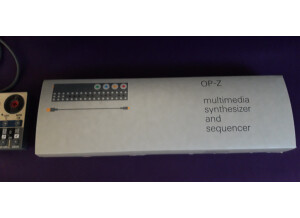 OP-Z
multimedia
synthesizer
and
sequencer